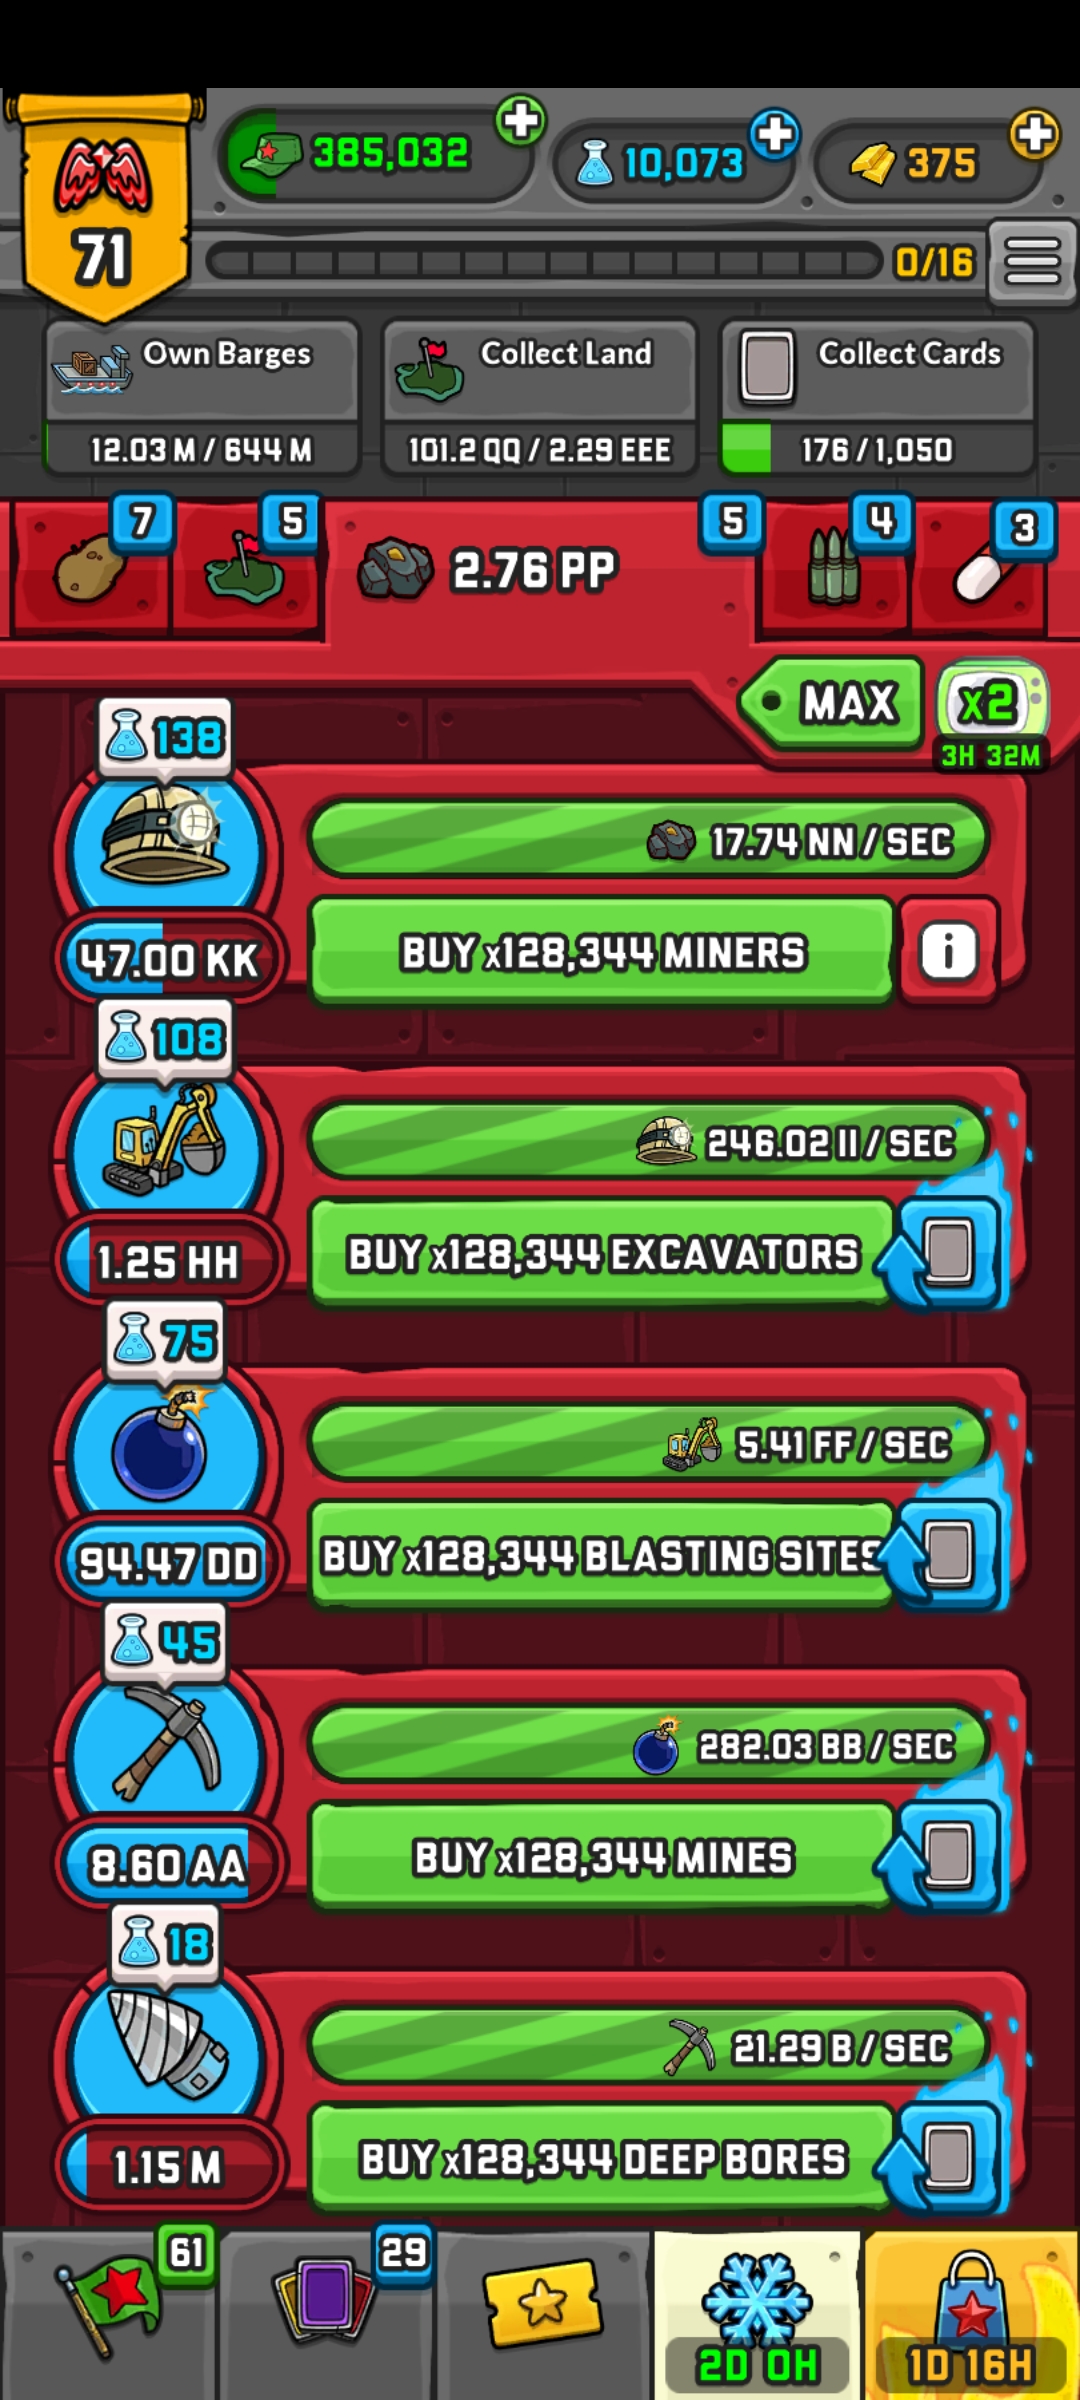 385,032
10,073
375
71
0/16
Own Barges
12.03 M / 644 M
Collect Land
101.2 QQ / 2.29 EEE
Collect Cards
176 / 1,050
7
5
2.76 PP
5
4
3
MAX
x2
3H 32M
138
17.74 NN / SEC
47.00 KK
BUY x128,344 MINERS
i
108
246.02 II / SEC
1.25 HH
BUY x128,344 EXCAVATORS
75
5.41 FF / SEC
94.47 DD
BUY x128,344 BLASTING SITES
45
282.03 BB / SEC
8.60 AA
BUY x128,344 MINES
18
21.29 B / SEC
1.15 M
BUY x128,344 DEEP BORES
61
29
2D 0H
1D 16H